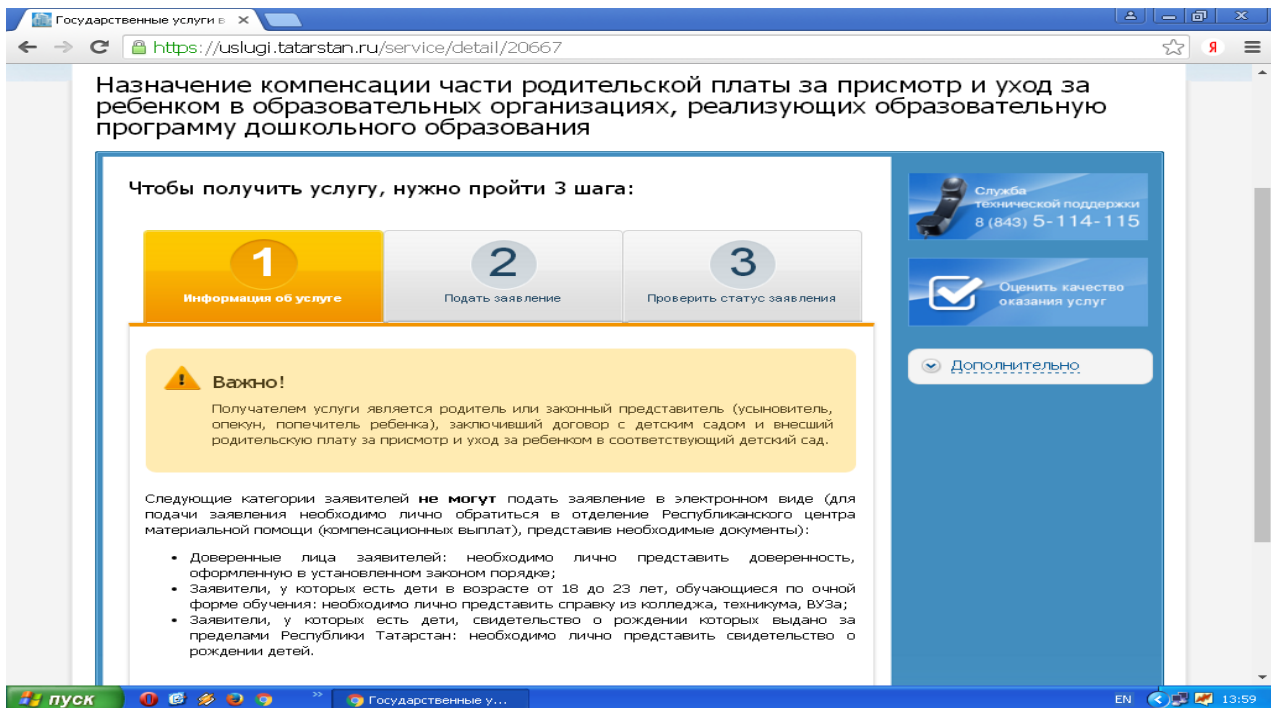 Государственные услуги в
https://uslugi.tatarstan.ru/service/detail/20667
Я
Назначение компенсации части родительской платы за присмотр и уход за
ребенком в образовательных организациях, реализующих образовательную
программу дошкольного образования
Чтобы получить услугу, нужно пройти 3 шага:
1
Информация об услуге
2
Подать заявление
3
Проверить статус заявления
Важно!
Получателем услуги является родитель или законный представитель (усыновитель,
опекун, попечитель ребенка), заключивший договор с детским садом и внесший
родительскую плату за присмотр и уход за ребенком в соответствующий детский сад.
Следующие категории заявителей не могут подать заявление в электронном виде (для
подачи заявления необходимо лично обратиться в отделение Республиканского центра
материальной помощи (компенсационных выплат), представив необходимые документы):
• Доверенные лица заявителей: необходимо лично представить доверенность,
оформленную в установленном законом порядке;
• Заявители, у которых есть дети в возрасте от 18 до 23 лет, обучающиеся по очной
форме обучения: необходимо лично представить справку из колледжа, техникума, ВУЗа;
• Заявители, у которых есть дети, свидетельство о рождении которых выдано за
пределами Республики Татарстан: необходимо лично представить свидетельство о
рождении детей.
Служба
технической поддержки
8 (843) 5-114-115
Оценить качество
оказания услуг
Дополнительно
пуск
Государственные у...
EN
13:59